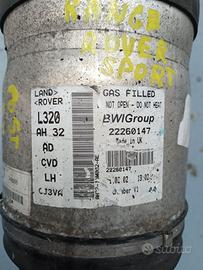 RANGE
ROVER
SPORT
LAND>
<ROVER
L320
AH 32
AD
CVD
LH
CJ3VA
GAS FILLED
NOT OPEN - DO NOT HEAT
BWIGroup
22260147
Made in UK
22260147
subito